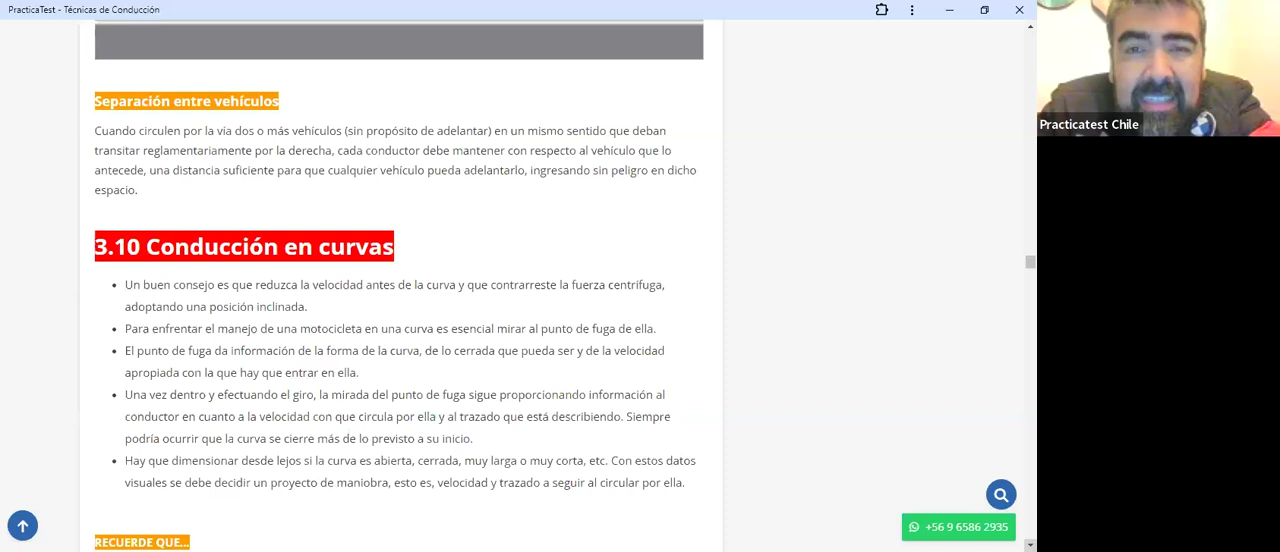 PracticaTest - Técnicas de Conducción
Practicatest Chile
Separación entre vehículos
Cuando circulen por la vía dos o más vehículos (sin propósito de adelantar) en un mismo sentido que deban
transitar reglamentariamente por la derecha, cada conductor debe mantener con respecto al vehículo que lo
antecede, una distancia suficiente para que cualquier vehículo pueda adelantarlo, ingresando sin peligro en dicho
espacio.
3.10 Conducción en curvas
• Un buen consejo es que reduzca la velocidad antes de la curva y que contrarreste la fuerza centrífuga,
adoptando una posición inclinada.
• Para enfrentar el manejo de una motocicleta en una curva es esencial mirar al punto de fuga de ella.
• El punto de fuga da información de la forma de la curva, de lo cerrada que pueda ser y de la velocidad
apropiada con la que hay que entrar en ella.
• Una vez dentro y efectuando el giro, la mirada del punto de fuga sigue proporcionando información al
conductor en cuanto a la velocidad con que circula por ella y al trazado que está describiendo. Siempre
podría ocurrir que la curva se cierre más de lo previsto a su inicio.
• Hay que dimensionar desde lejos si la curva es abierta, cerrada, muy larga o muy corta, etc. Con estos datos
visuales se debe decidir un proyecto de maniobra, esto es, velocidad y trazado a seguir al circular por ella.
+56 9 6586 2935
RECUERDE QUE...